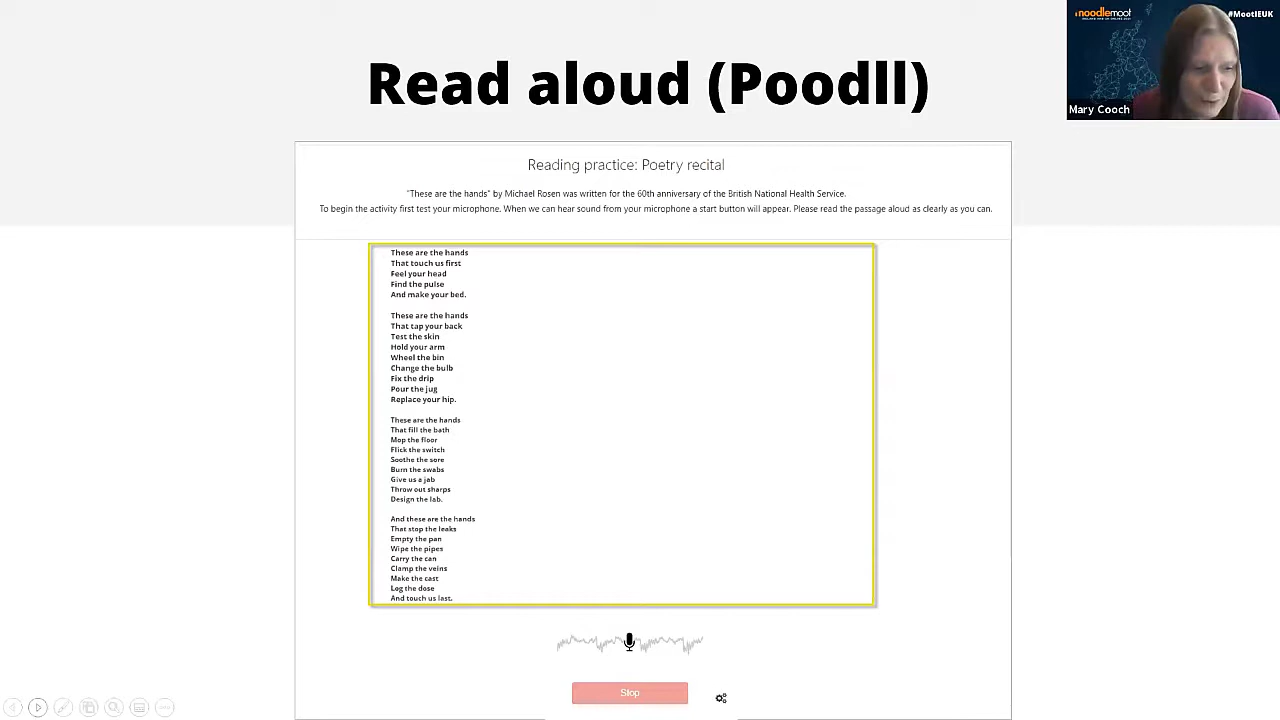 moodlemoot
#MootIEUK
Mary Cooch
Read aloud (Poodll)
Reading practice: Poetry recital
"These are the hands" by Michael Rosen was written for the 60th anniversary of the British National Health Service.
To begin the activity first test your microphone. When we can hear sound from your microphone a start button will appear. Please read the passage aloud as clearly as you can.
These are the hands
That touch us first
Feel your head
Find the pulse
And make your bed.
These are the hands
That tap your back
Test the skin
Hold your arm
Wheel the bin
Change the bulb
Fix the drip
Pour the jug
Replace your hip.
These are the hands
That fill the bath
Mop the floor
Flick the switch
Soothe the sore
Burn the swabs
Give us a jab
Throw out sharps
Design the lab.
And these are the hands
That stop the leaks
Empty the pan
Wipe the pipes
Carry the can
Clamp the veins
Make the cast
Log the dose
And touch us last.
Stop